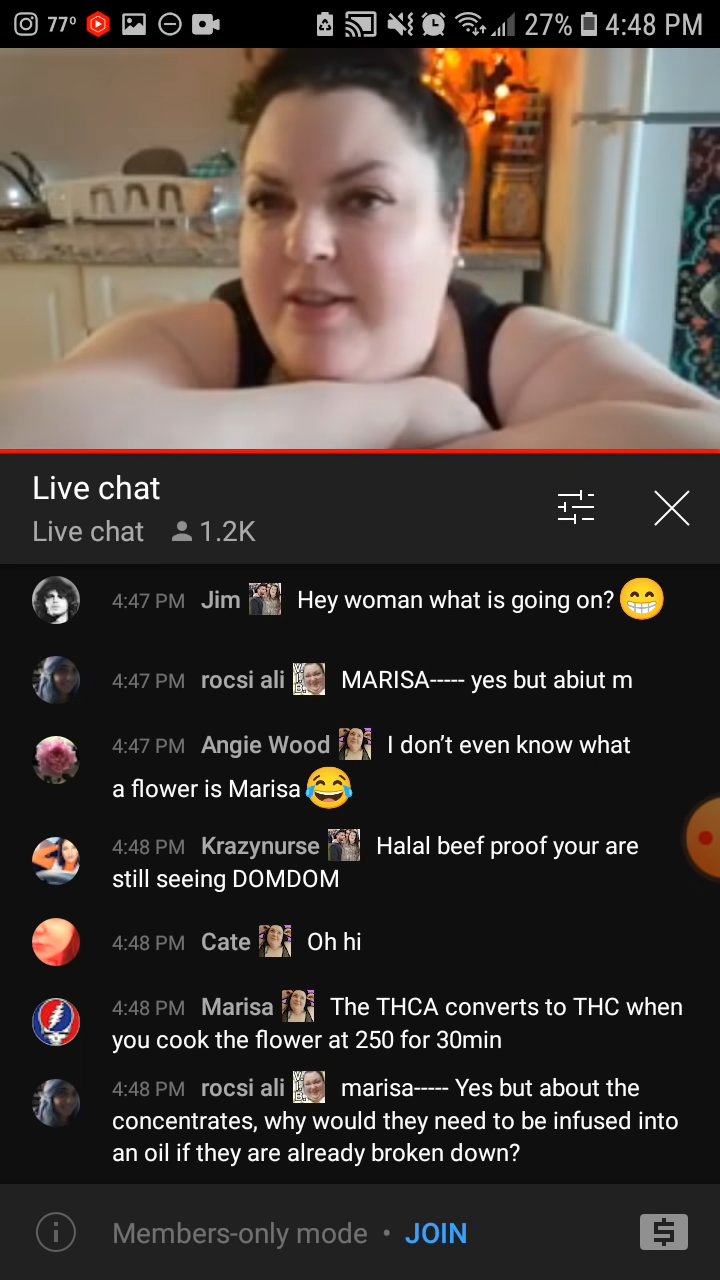 77° 27% 4:48 PM
Live chat
Live chat 1.2K
4:47 PM Jim Hey woman what is going on?😁
4:47 PM rocsi ali MARISA----- yes but abiut m
4:47 PM Angie Wood I don't even know what
a flower is Marisa😂
4:48 PM Krazynurse Halal beef proof your are
still seeing DOMDOM
4:48 PM Cate Oh hi
4:48 PM Marisa The THCA converts to THC when
you cook the flower at 250 for 30min
4:48 PM rocsi ali marisa----- Yes but about the
concentrates, why would they need to be infused into
an oil if they are already broken down?
Members-only mode • JOIN